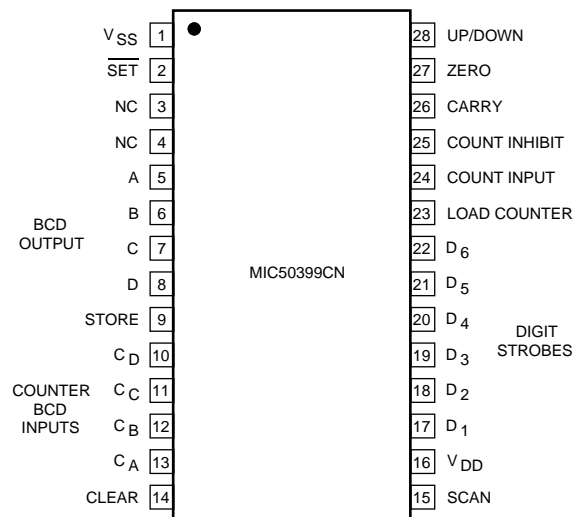 VSS 1
SET 2
NC 3
NC 4
A 5
B 6
C 7
D 8
STORE 9
CD 10
CC 11
CB 12
CA 13
CLEAR 14
BCD
OUTPUT
COUNTER
BCD
INPUTS
MIC50399CN
28 UP/DOWN
27 ZERO
26 CARRY
25 COUNT INHIBIT
24 COUNT INPUT
23 LOAD COUNTER
22 D6
21 D5
20 D4
19 D3
18 D2
17 D1
16 VDD
15 SCAN
DIGIT
STROBES